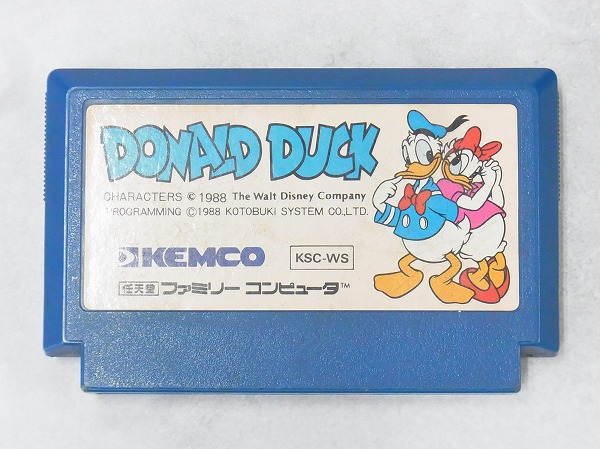 DONALD DUCK
CHARACTERS © 1988 The Walt Disney Company
PROGRAMMING ©1988 KOTOBUKI SYSTEM CO.,LTD.
KEMCO KSC-WS
任天堂 ファミリー コンピュータ™